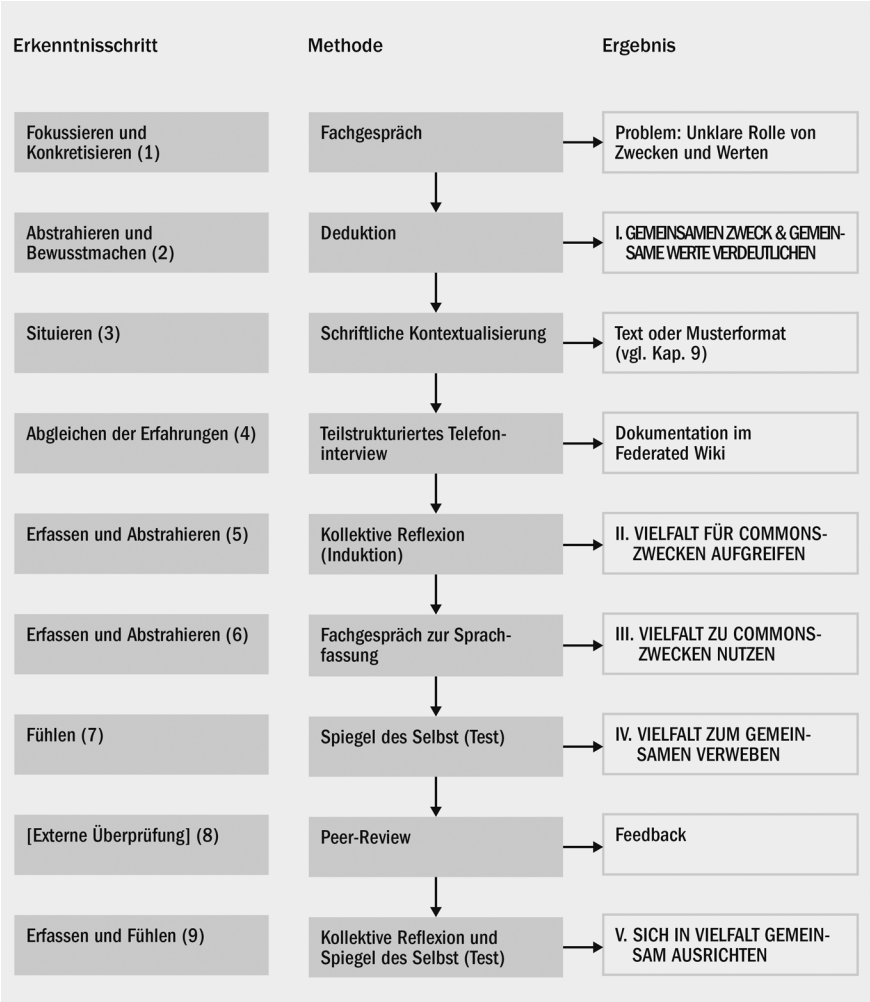 Erkenntnisschritt
Methode
Ergebnis
Fokussieren und
Konkretisieren (1)
Fachgespräch
Problem: Unklare Rolle von
Zwecken und Werten
Abstrahieren und
Bewusstmachen (2)
Deduktion
I. GEMEINSAMEN ZWECK & GEMEIN-
SAME WERTE VERDEUTLICHEN
Situieren (3)
Schriftliche Kontextualisierung
Text oder Musterformat
(vgl. Kap. 9)
Abgleichen der Erfahrungen (4)
Teilstrukturiertes Telefon-
interview
Dokumentation im
Federated Wiki
Erfassen und Abstrahieren (5)
Kollektive Reflexion
(Induktion)
II. VIELFALT FÜR COMMONS-
ZWECKEN AUFGREIFEN
Erfassen und Abstrahieren (6)
Fachgespräch zur Sprach-
fassung
III. VIELFALT ZU COMMONS-
ZWECKEN NUTZEN
Fühlen (7)
Spiegel des Selbst (Test)
IV. VIELFALT ZUM GEMEIN-
SAMEN VERWEBEN
[Externe Überprüfung] (8)
Peer-Review
Feedback
Erfassen und Fühlen (9)
Kollektive Reflexion und
Spiegel des Selbst (Test)
V. SICH IN VIELFALT GEMEIN-
SAM AUSRICHTEN